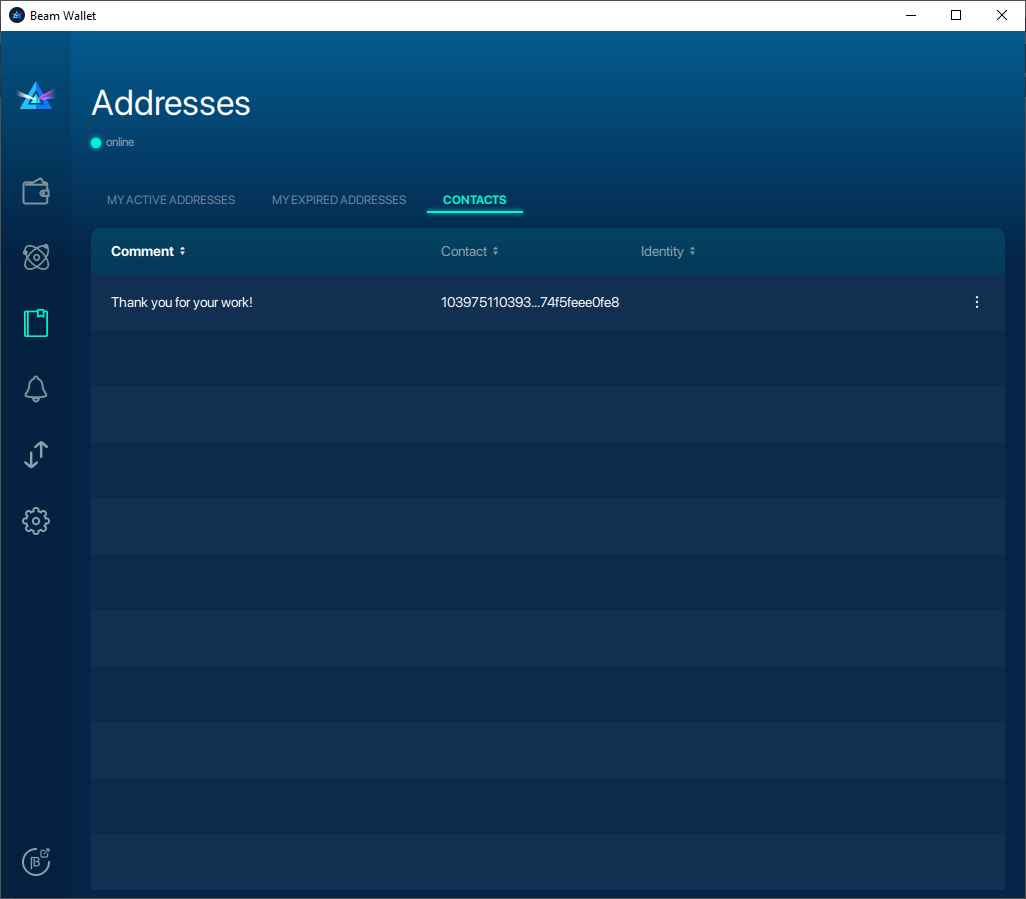 Beam Wallet
Addresses
online
MY ACTIVE ADDRESSES MY EXPIRED ADDRESSES CONTACTS
Comment Contact Identity
Thank you for your work! 103975110393...74f5feee0fe8